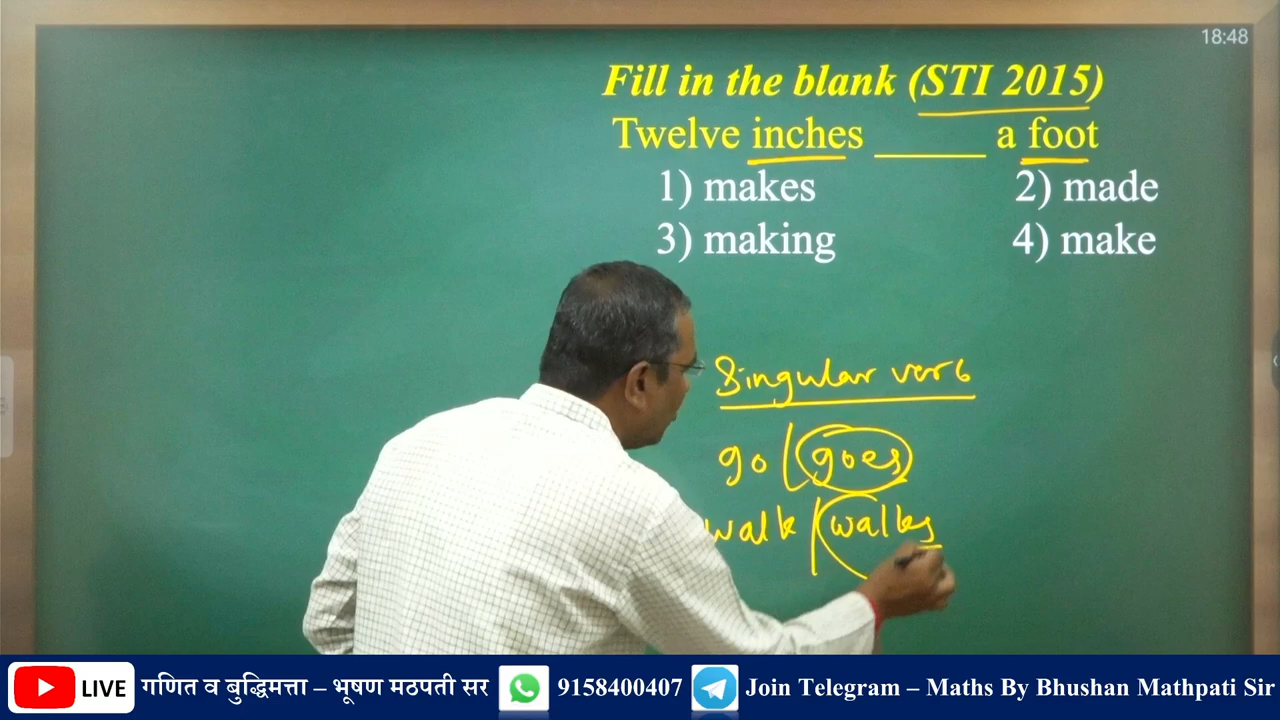 18:48
Fill in the blank (STI 2015)
Twelve inches ______ a foot
1) makes 2) made
3) making 4) make
Singular verb
go / goes
walk / walks
LIVE गणित व बुद्धिमत्ता – भूषण मठपती सर 9158400407 Join Telegram – Maths By Bhushan Mathpati Sir